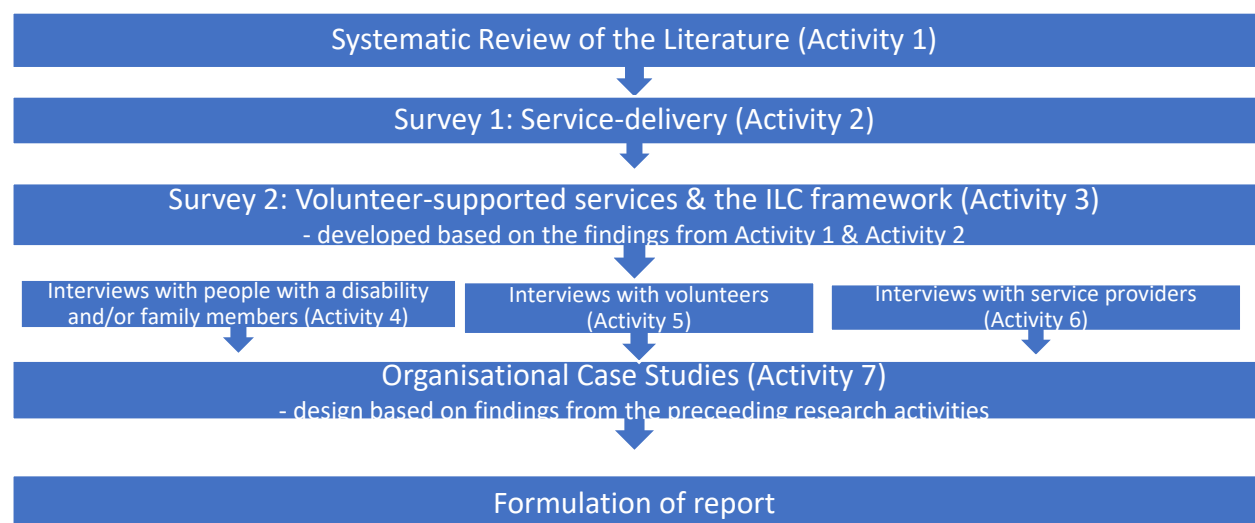 Systematic Review of the Literature (Activity 1)
Survey 1: Service-delivery (Activity 2)
Survey 2: Volunteer-supported services & the ILC framework (Activity 3)
- developed based on the findings from Activity 1 & Activity 2
Interviews with people with a disability
and/or family members (Activity 4)
Interviews with volunteers
(Activity 5)
Interviews with service providers
(Activity 6)
Organisational Case Studies (Activity 7)
- design based on findings from the preceeding research activities
Formulation of report